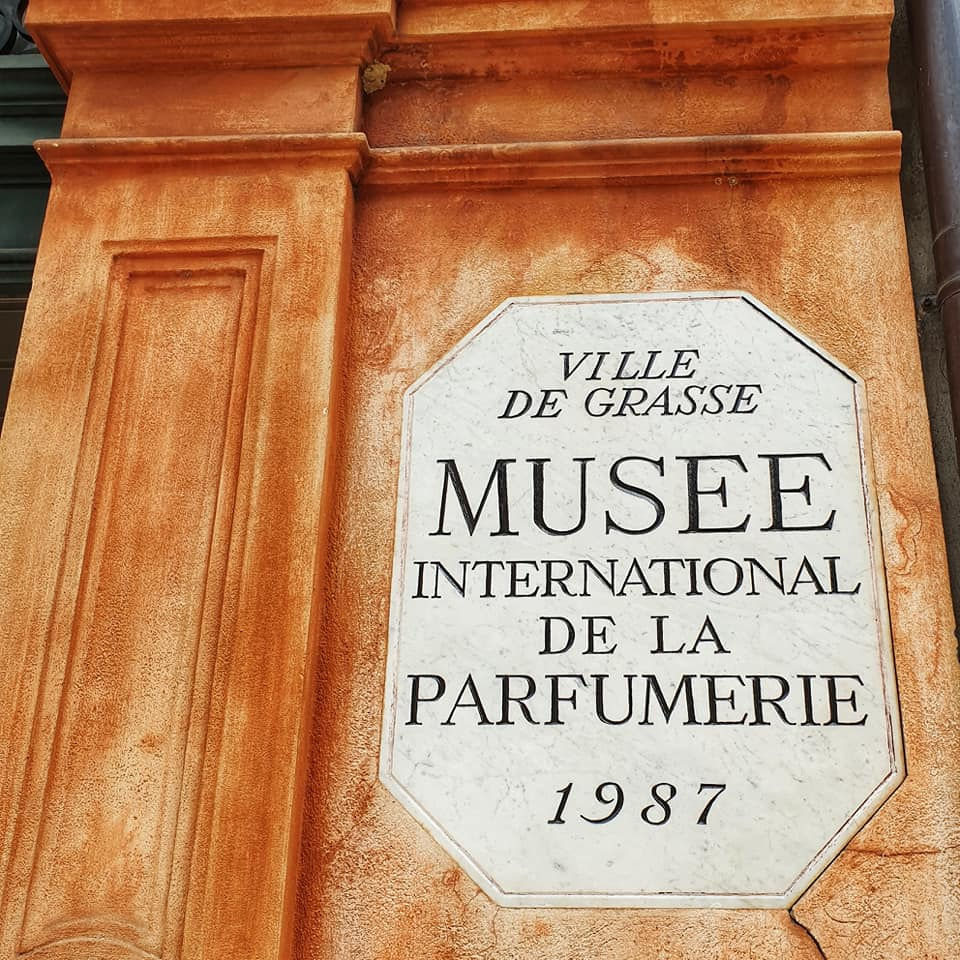 VILLE
DE GRASSE
MUSEE
INTERNATIONAL
DE LA
PARFUMERIE
1987